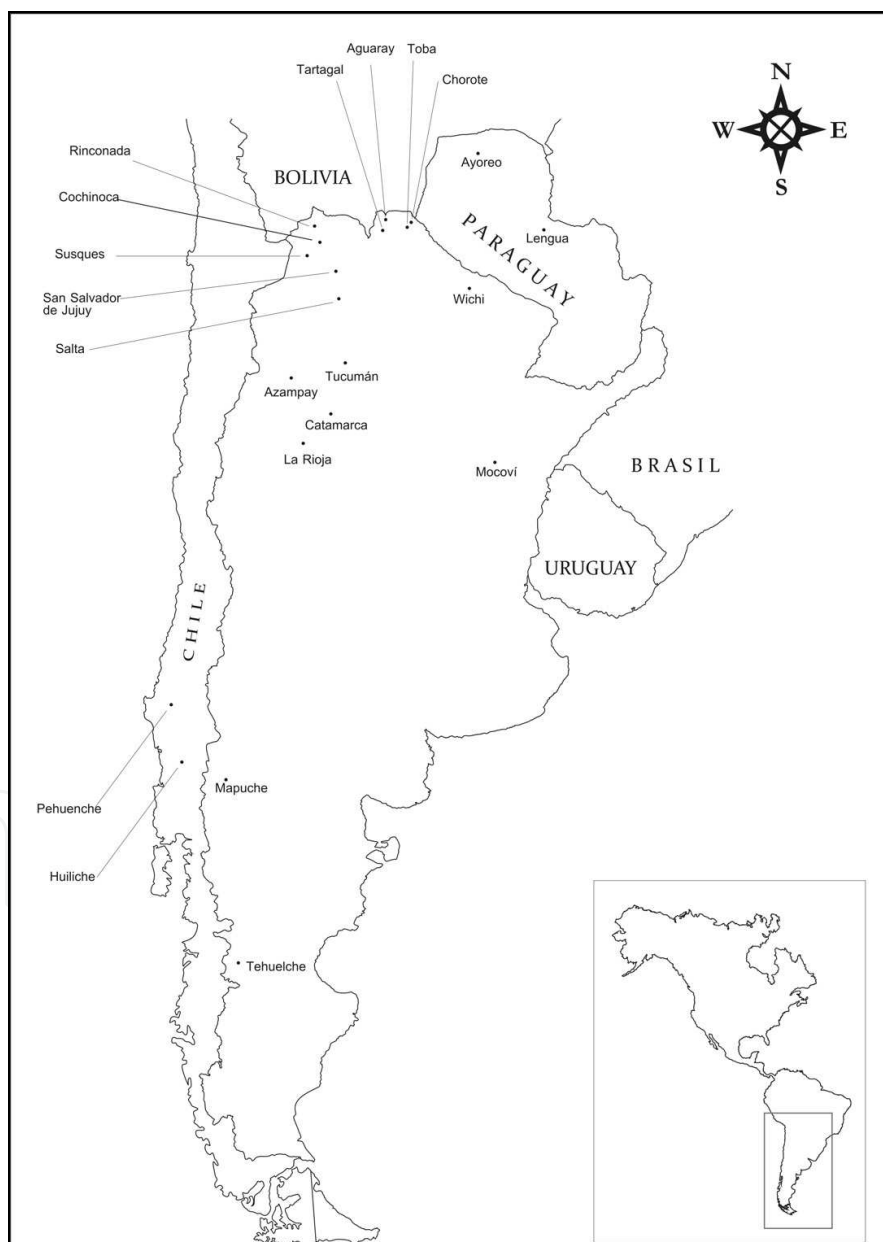 Aguaray
Toba
Tartagal
Chorote
N
W
E
S
Rinconada
BOLIVIA
Ayoreo
Cochinoca
PARAGUAY
Lengua
Susques
San Salvador
de Jujuy
Wichi
Salta
Tucumán
Azampay
Catamarca
La Rioja
Mocoví
BRASIL
URUGUAY
CHILE
Mapuche
Pehuenche
Huiliche
Tehuelche